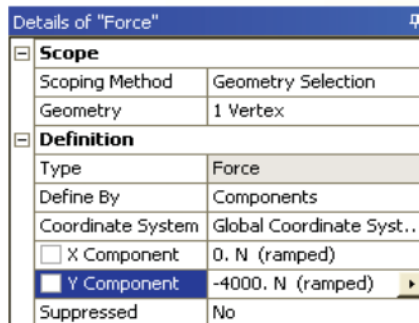 Details of "Force"
Scope
Scoping Method Geometry Selection
Geometry 1 Vertex
Definition
Type Force
Define By Components
Coordinate System Global Coordinate Syst..
X Component 0. N (ramped)
Y Component -4000. N (ramped)
Suppressed No